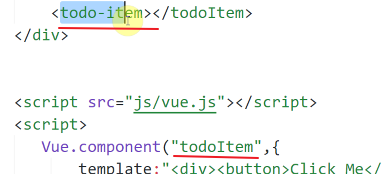 <todo-item></todoItem>
</div>
<script src="js/vue.js"></script>
<script>
Vue.component("todoItem",{
template:"<div><button>Click Me</